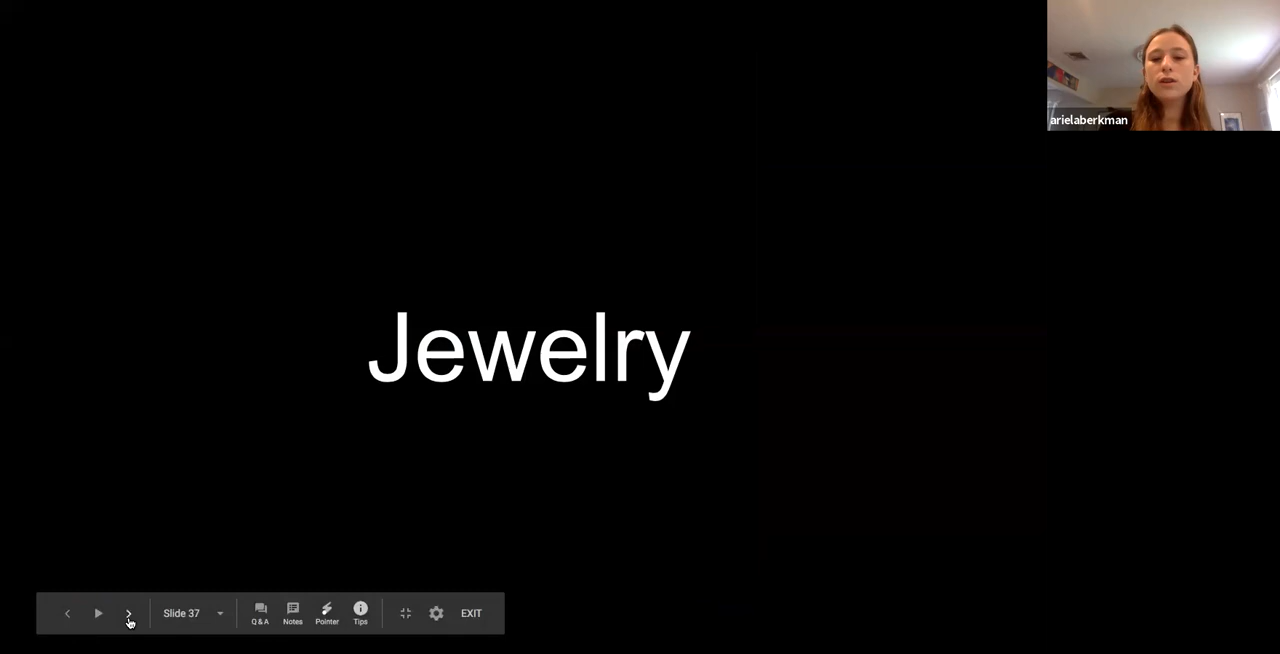 arielaberkman
Jewelry
Slide 37
Q & A
Notes
Pointer
Tips
EXIT